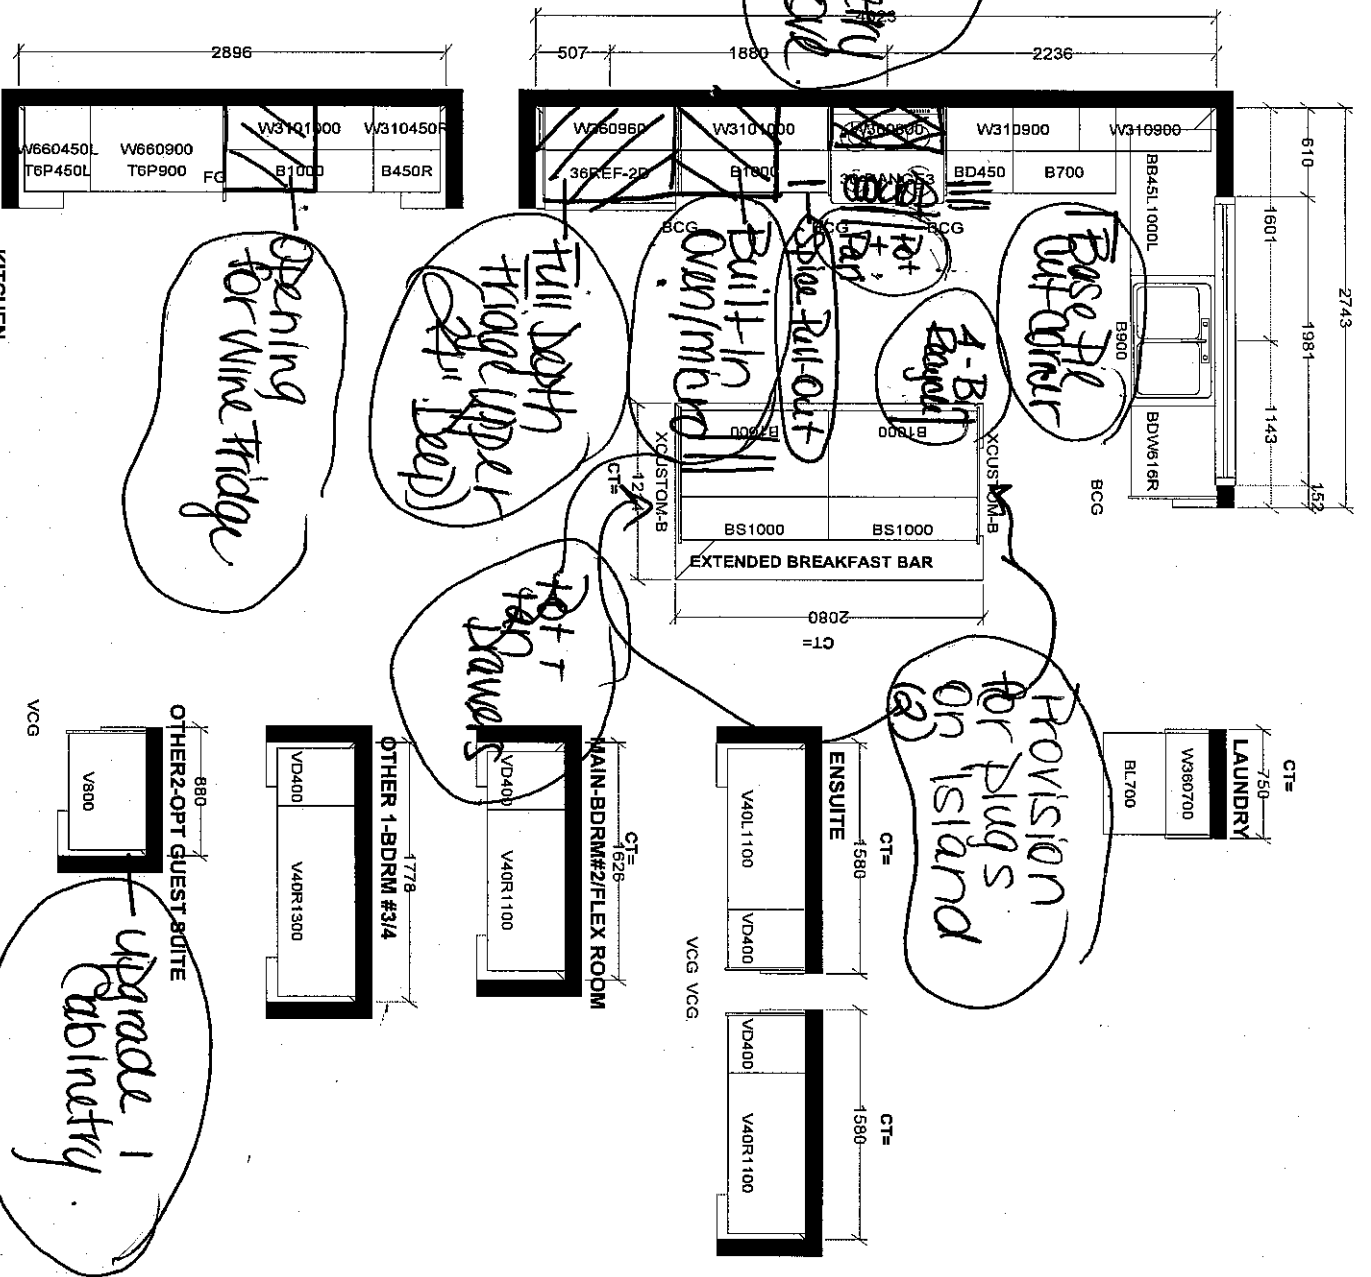 2896
507
1880
2236
W660450L
T6P450L
W660900
T6P900
FG
W3101000
B1000
W310450R
B450R
W360960
36REF-2D
W3101000
B1000
W310900
W310900
BD450
B700
BB45L1000L
B900
BDW616R
BCG
BCG
BCG
BCG
610
1601
1981
1143
152
2743
Opening
for Wine Fridge
Full Depth
Fridge Upper
(24" Deep)
Built-In
Oven/micro
Spice Pull-Out
Pot
+
Pan
4-Bin
Recycle
B1000
B1000
BS1000
BS1000
XCUSTOM-B
XCUSTOM-B
CT=
EXTENDED BREAKFAST BAR
2080
CT=
Pot +
Pan
Drawers
Provision
for plugs
on Island
(2)
KITCHEN
LAUNDRY
750
CT=
W360700
BL700
ENSUITE
1580
CT=
V40L1100
VD400
VCG
VCG
1580
CT=
VD400
V40R1100
MAIN-BDRM#2/FLEX ROOM
1626
CT=
VD400
V40R1100
OTHER 1-BDRM #3/4
1778
VD400
V40R1300
OTHER2-OPT GUEST SUITE
880
V800
VCG
Upgrade 1
Cabinetry